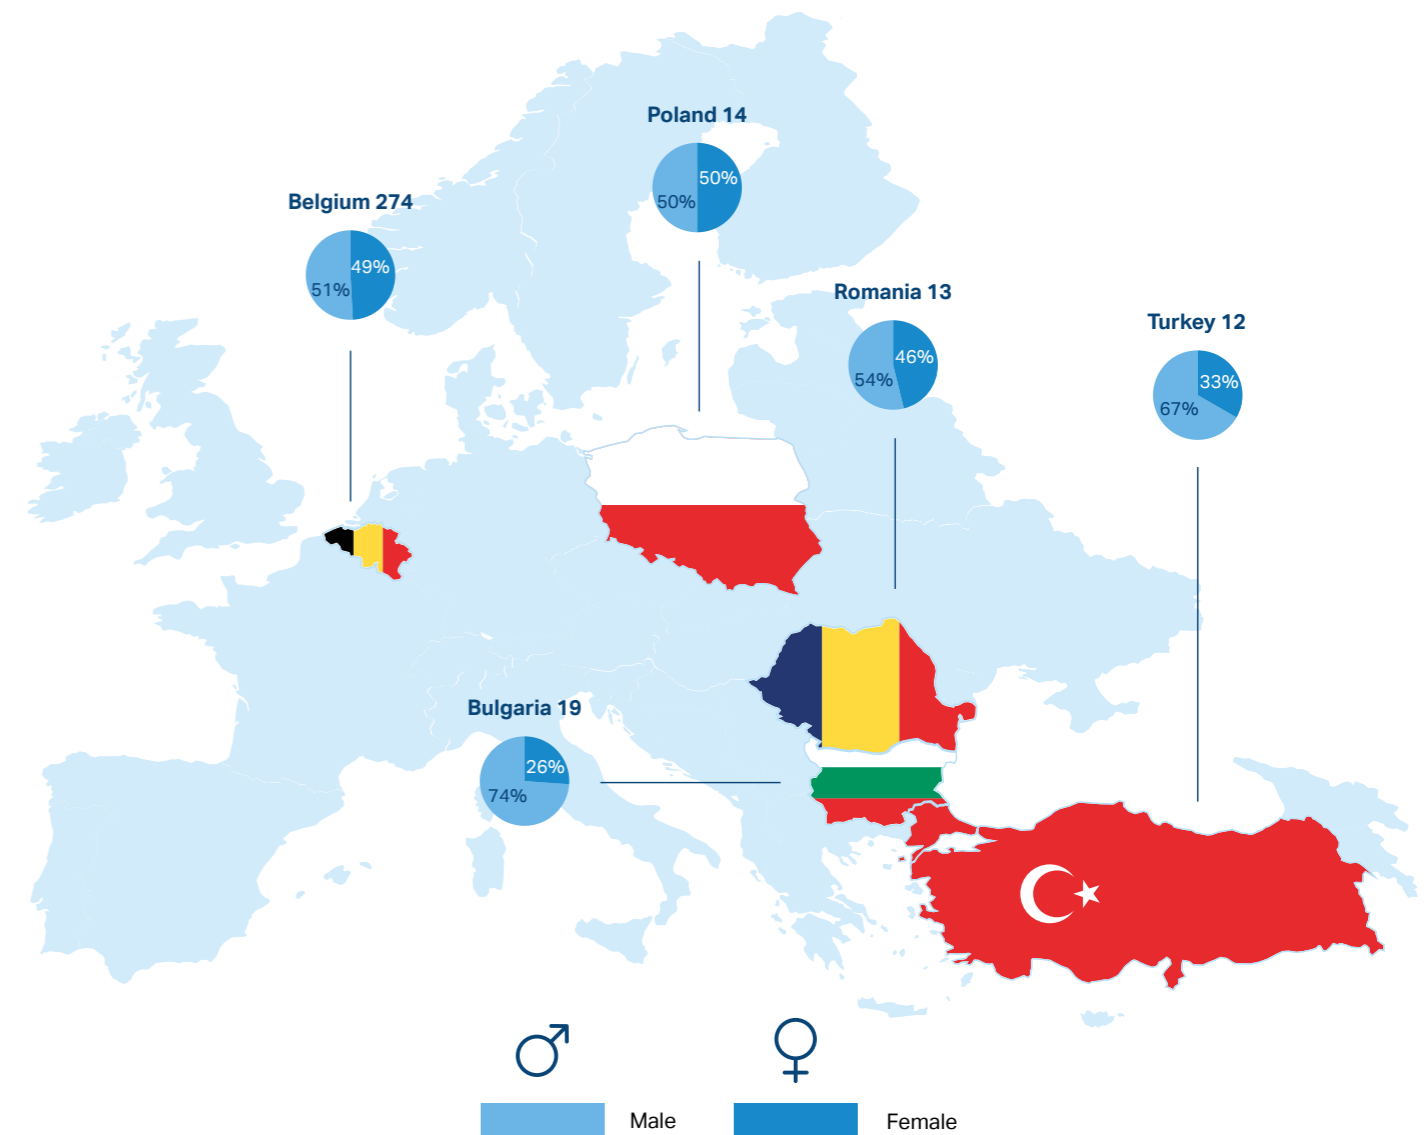 Poland 14
50%
50%
Belgium 274
49%
51%
Romania 13
46%
54%
Turkey 12
33%
67%
Bulgaria 19
26%
74%
Male
Female